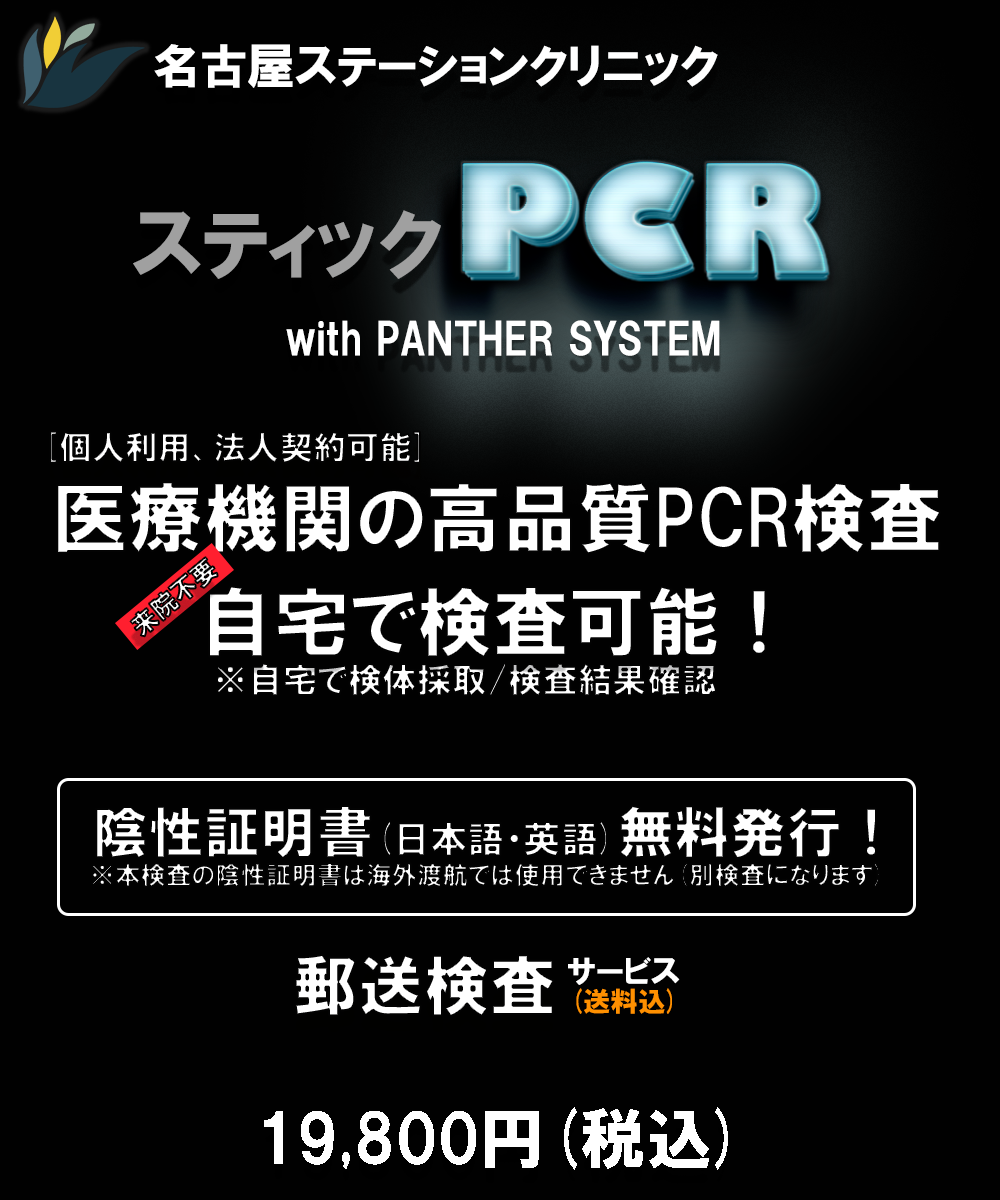 名古屋ステーションクリニック
スティックPCR
with PANTHER SYSTEM
[個人利用、法人契約可能]
医療機関の高品質PCR検査
来院不要
自宅で検査可能！
※自宅で検体採取/検査結果確認
陰性証明書(日本語・英語)無料発行！
※本検査の陰性証明書は海外渡航では使用できません(別検査になります)
郵送検査サービス
(送料込)
19,800円(税込)